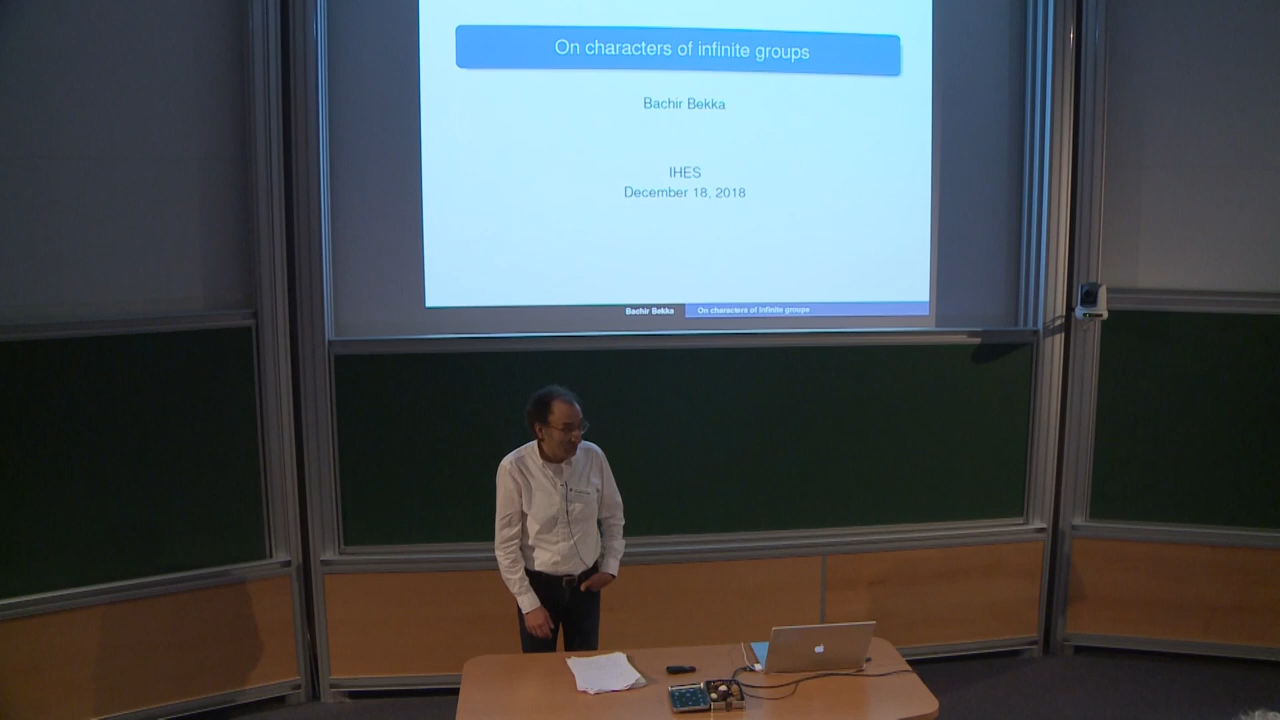 On characters of infinite groups
Bachir Bekka
IHES
December 18, 2018
Bachir Bekka On characters of infinite groups